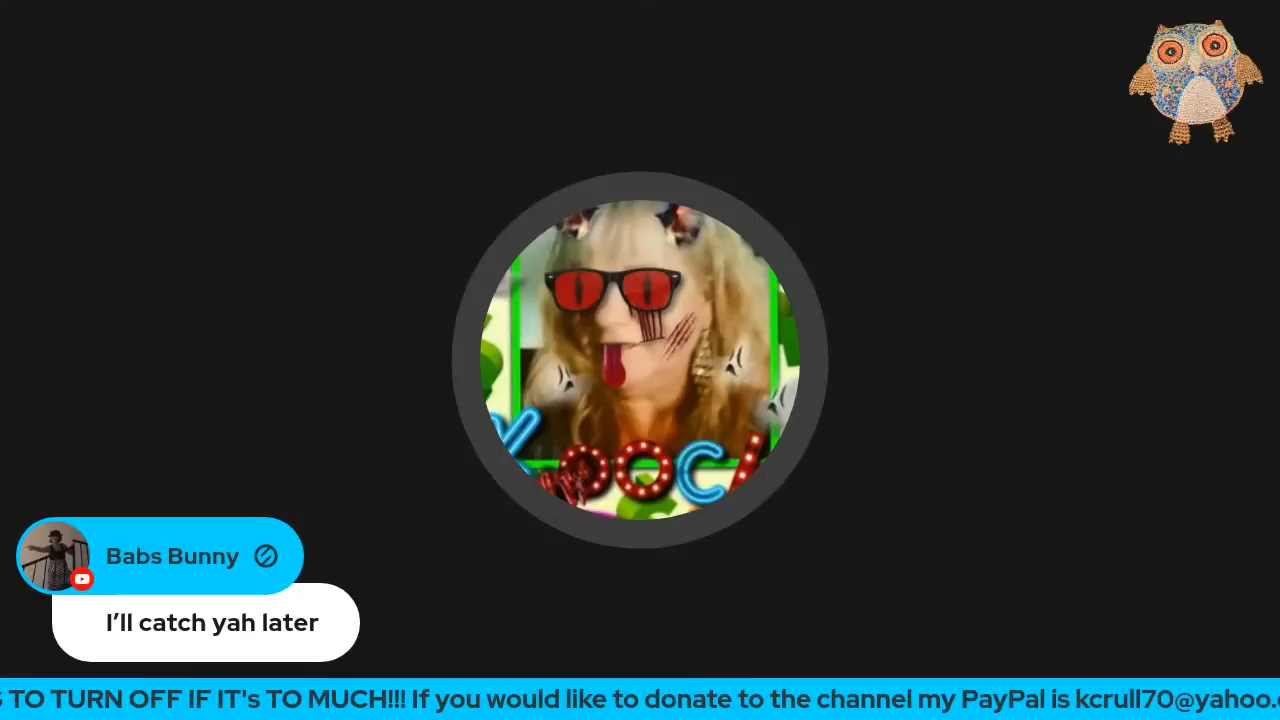 Babs Bunny
I’ll catch yah later
TO TURN OFF IF IT's TO MUCH!!! If you would like to donate to the channel my PayPal is kcrull70@yahoo.